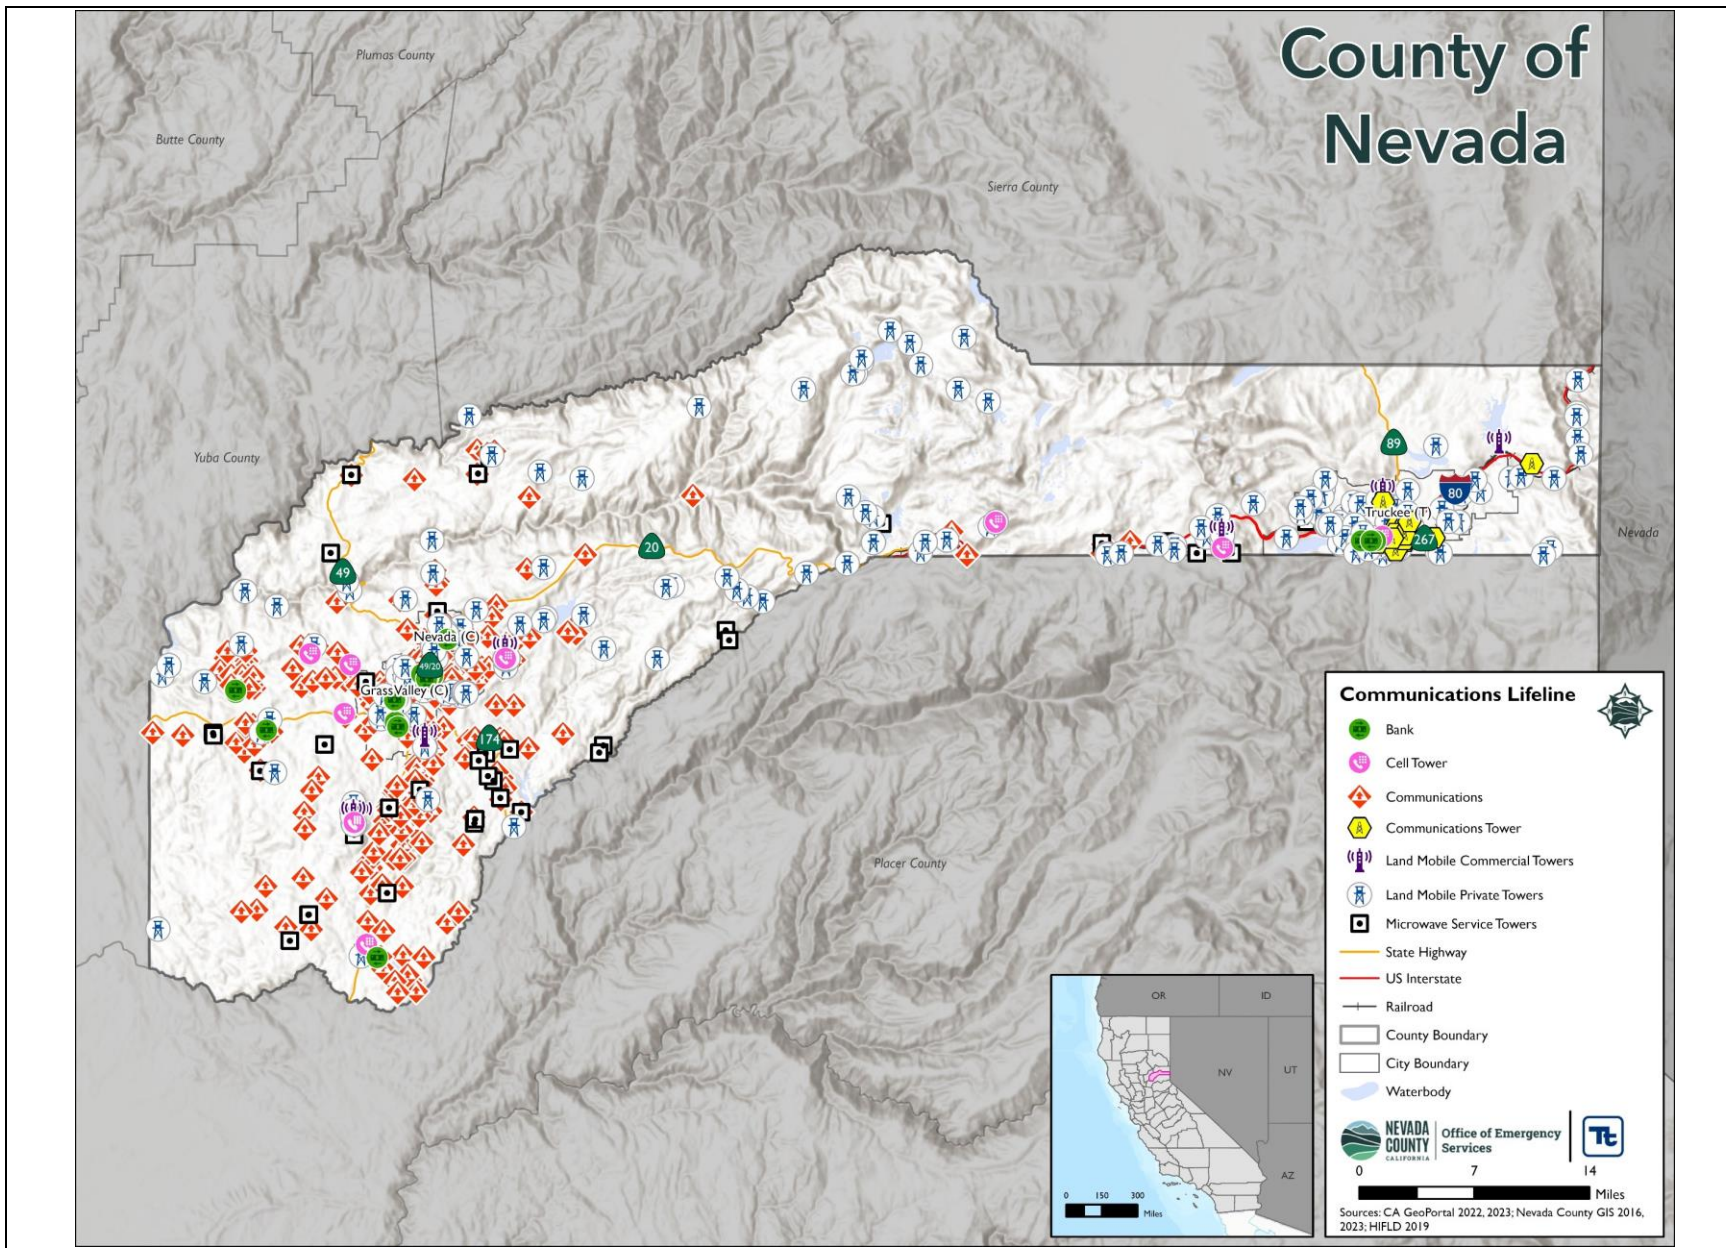 County of
Nevada
Plumas County
Butte County
Sierra County
Yuba County
Nevada
Placer County
89
80
Truckee (T)
267
20
49
Nevada (C)
49/20
Grass Valley (C)
174
Communications Lifeline
Bank
Cell Tower
Communications
Communications Tower
Land Mobile Commercial Towers
Land Mobile Private Towers
Microwave Service Towers
State Highway
US Interstate
Railroad
County Boundary
City Boundary
Waterbody
NEVADA
COUNTY
CALIFORNIA
Office of Emergency
Services
Tt
0 7 14
Miles
Sources: CA GeoPortal 2022, 2023; Nevada County GIS 2016,
2023; HIFLD 2019
OR
ID
NV
UT
AZ
0 150 300
Miles